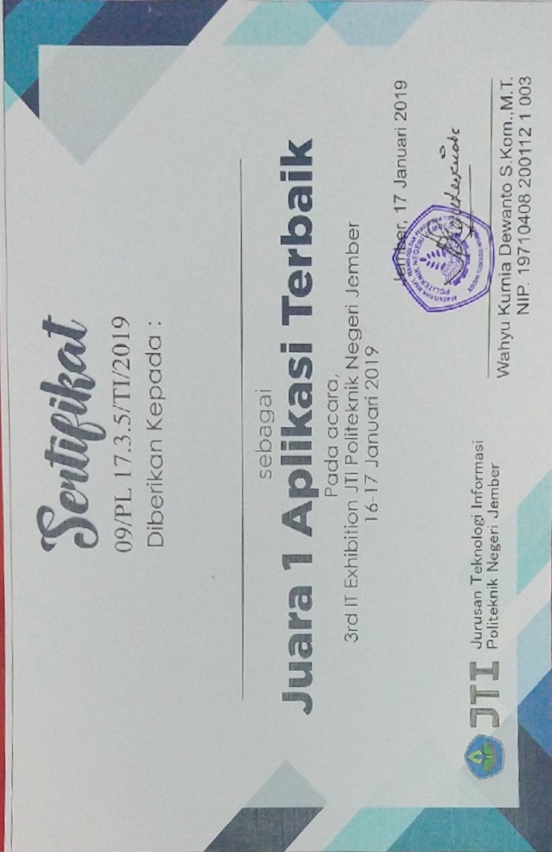 Sertifikat
09/PL 17.3.5/TI/2019
Diberikan Kepada :
sebagai
Juara 1 Aplikasi Terbaik
Pada acara,
3rd IT Exhibition JTI Politeknik Negeri Jember
16-17 Januari 2019
Jember, 17 Januari 2019
POLITEKNIK NEGERI
Wahyu Kurnia Dewanto S.Kom.,M.T.
NIP. 19710408 200112 1 003
JTI
Jurusan Teknologi Informasi
Politeknik Negeri Jember